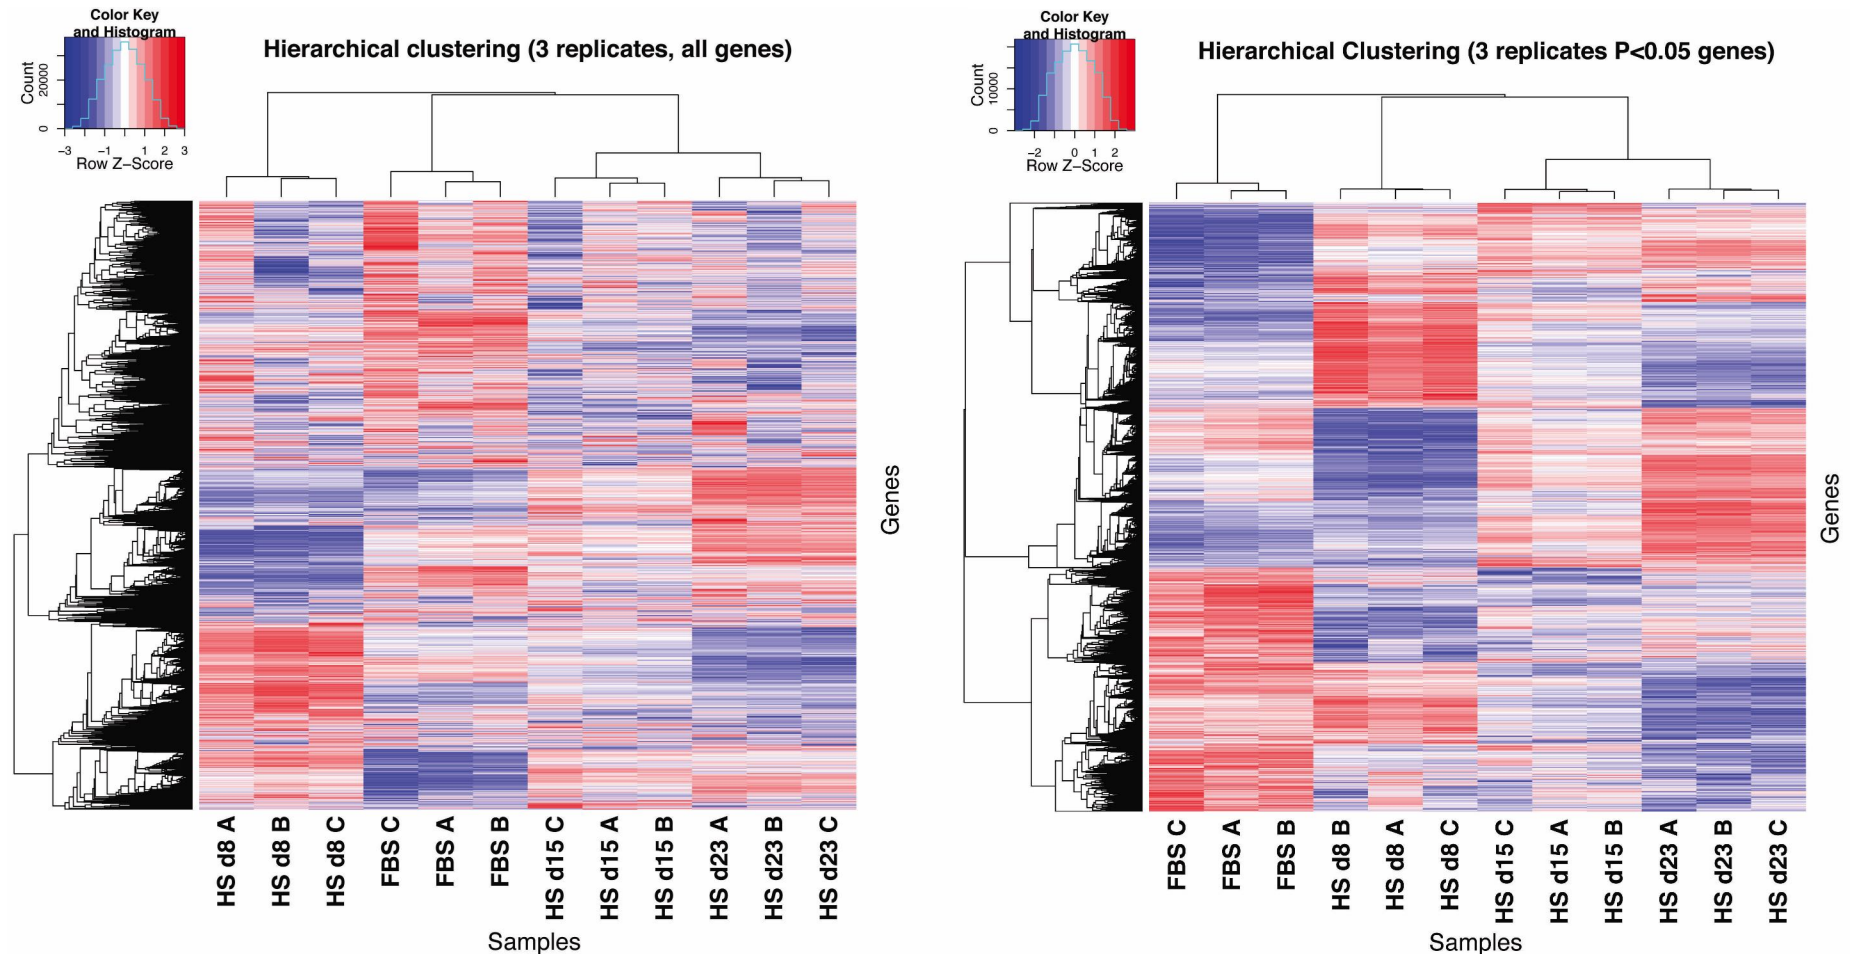 Color Key
and Histogram
Count
0 20000
−3 −1 1 2 3
Row Z−Score
Hierarchical clustering (3 replicates, all genes)
Genes
HS d8 A
HS d8 B
HS d8 C
FBS C
FBS A
FBS B
HS d15 C
HS d15 A
HS d15 B
HS d23 A
HS d23 B
HS d23 C
Samples
Color Key
and Histogram
Count
0 10000
−2 0 1 2
Row Z−Score
Hierarchical Clustering (3 replicates P<0.05 genes)
Genes
FBS C
FBS A
FBS B
HS d8 B
HS d8 A
HS d8 C
HS d15 C
HS d15 A
HS d15 B
HS d23 A
HS d23 B
HS d23 C
Samples